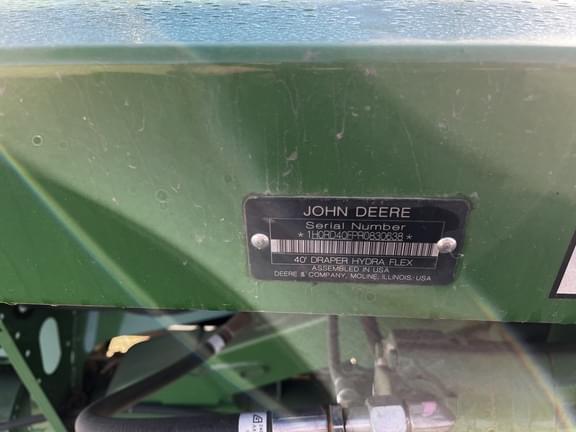 JOHN DEERE
Serial Number
*1H0RD40FPR0830638*
40' DRAPER HYDRA FLEX
ASSEMBLED IN USA
DEERE & COMPANY, MOLINE, ILLINOIS, USA